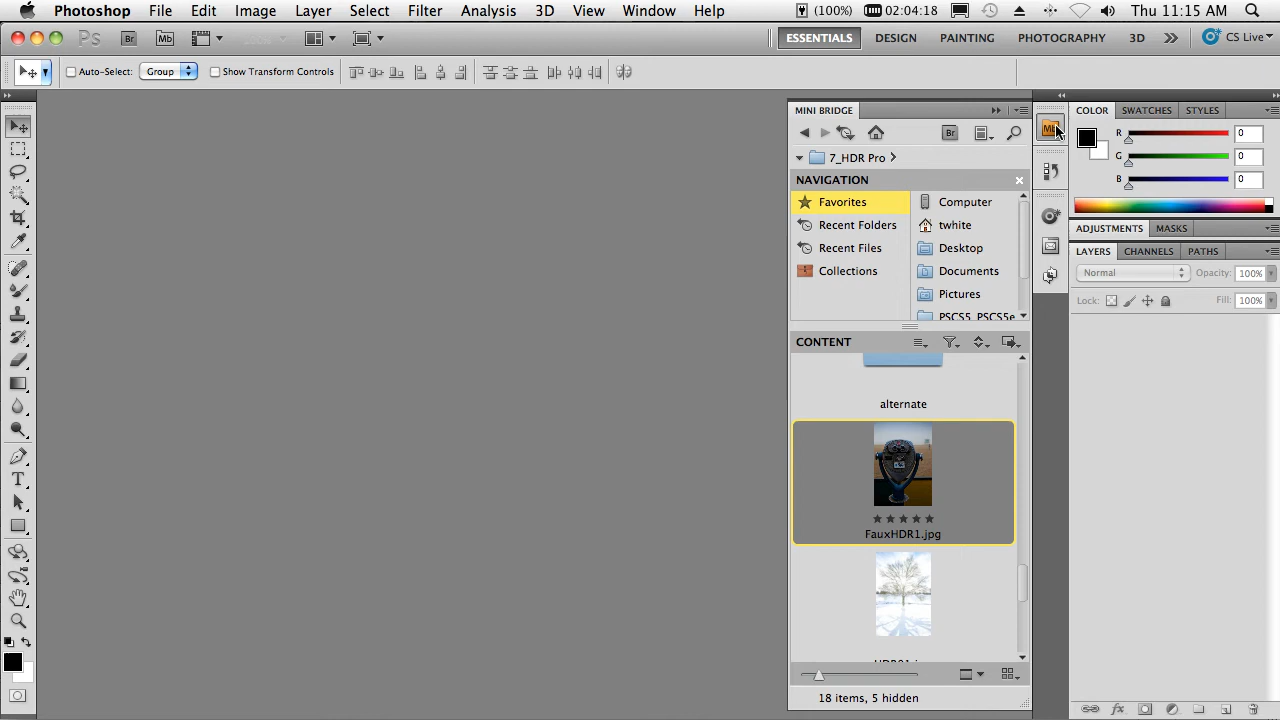 Photoshop File Edit Image Layer Select Filter Analysis 3D View Window Help (100%) 02:04:18 Thu 11:15 AM
Ps Br Mb ESSENTIALS DESIGN PAINTING PHOTOGRAPHY 3D CS Live
Auto-Select: Group Show Transform Controls
MINI BRIDGE
Br
7_HDR Pro
NAVIGATION
Favorites
Recent Folders
Recent Files
Collections
Computer
twhite
Desktop
Documents
Pictures
PSCS5_PSCS5e
CONTENT
alternate
FauxHDR1.jpg
18 items, 5 hidden
COLOR SWATCHES STYLES
R 0
G 0
B 0
ADJUSTMENTS MASKS
LAYERS CHANNELS PATHS
Normal Opacity: 100%
Lock: Fill: 100%